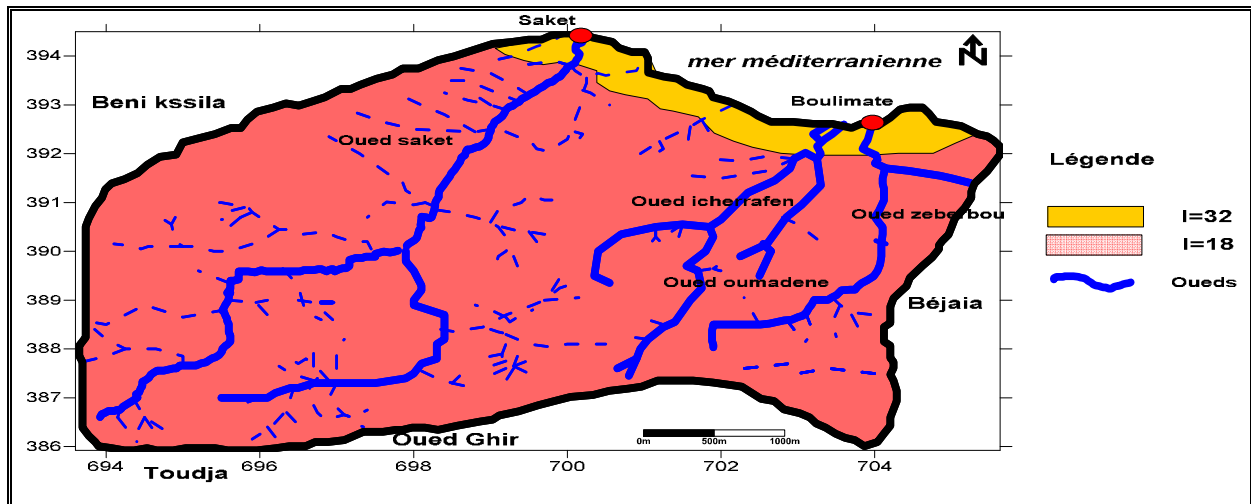 Saket
394
mer méditerranienne
N
Beni kssila
393
Boulimate
Oued saket
392
Légende
391
Oued icherrafen
Oued zeberbou
I=32
390
I=18
Oued oumadene
Oueds
389
Béjaia
388
387
Oued Ghir
0m 500m 1000m
386
694 696 698 700 702 704
Toudja